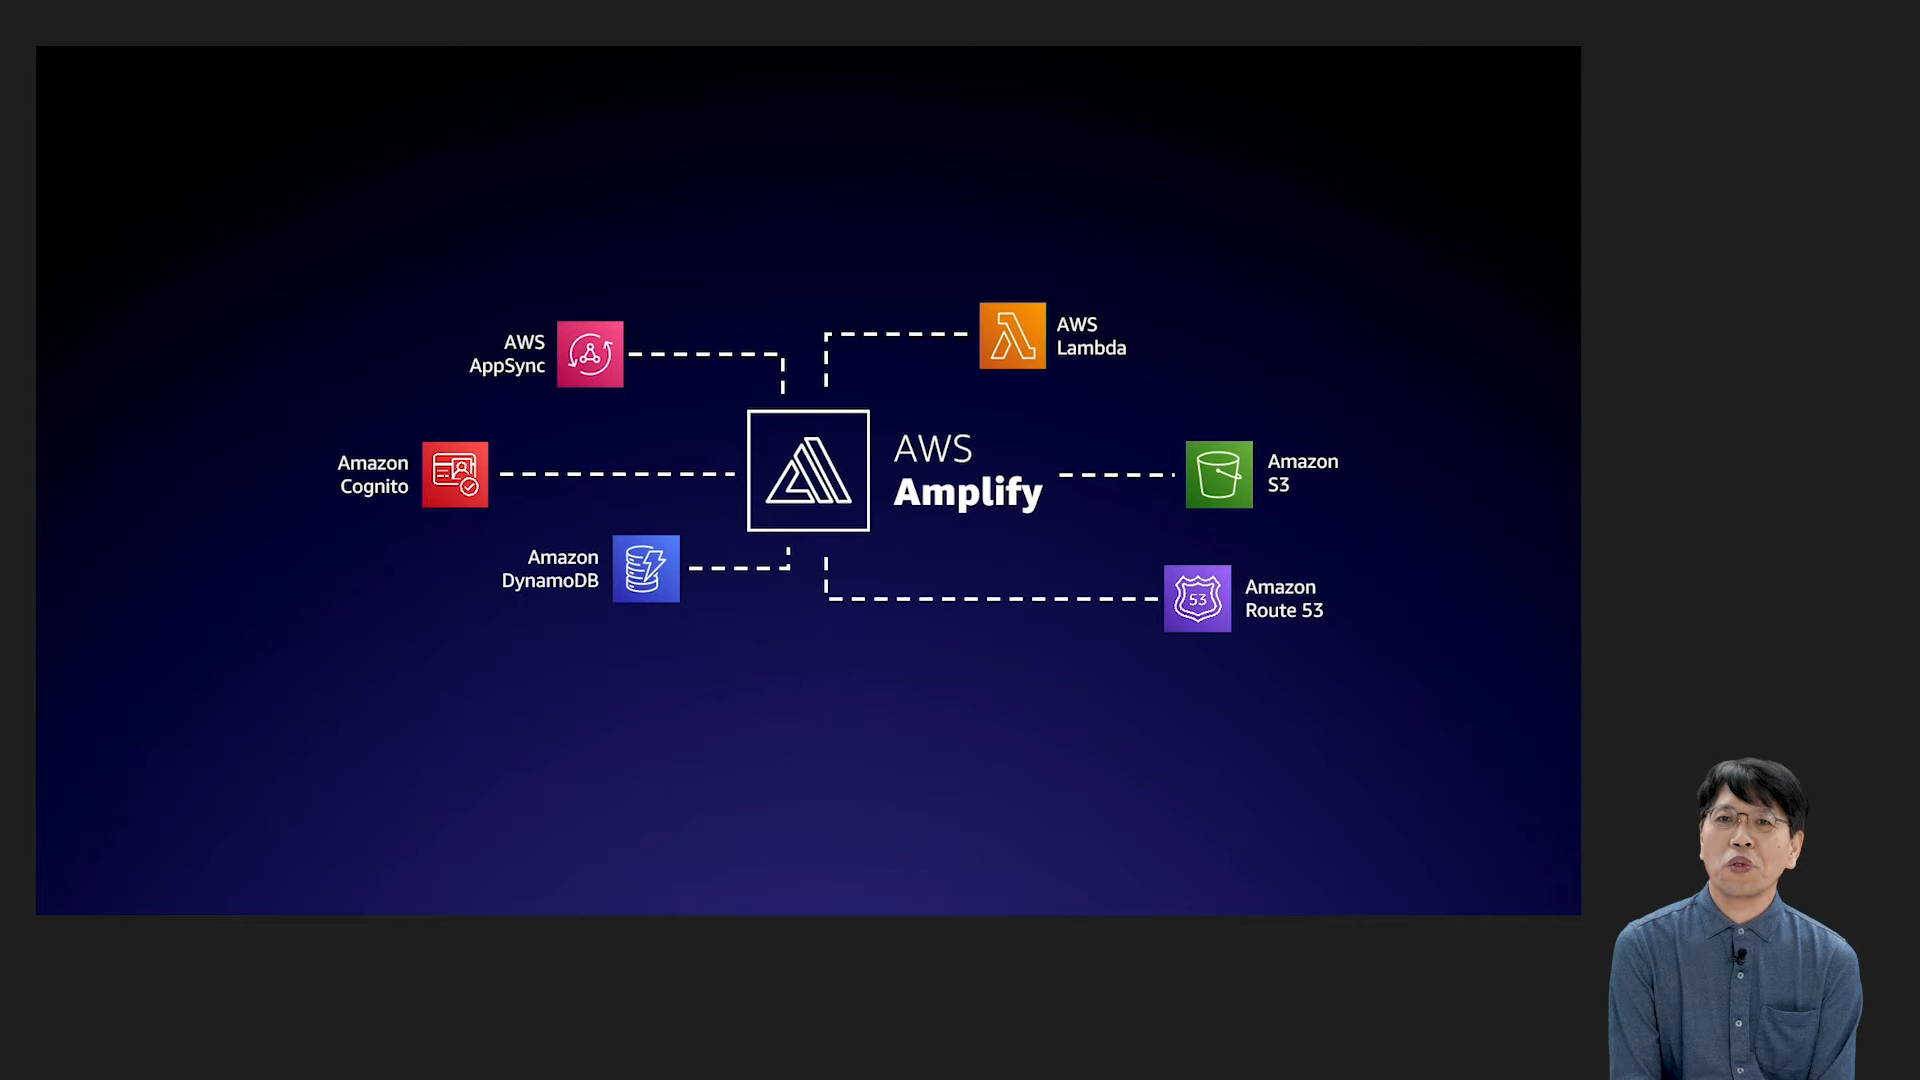 AWS
AppSync
AWS
Lambda
Amazon
Cognito
AWS
Amplify
Amazon
S3
Amazon
DynamoDB
53
Amazon
Route 53